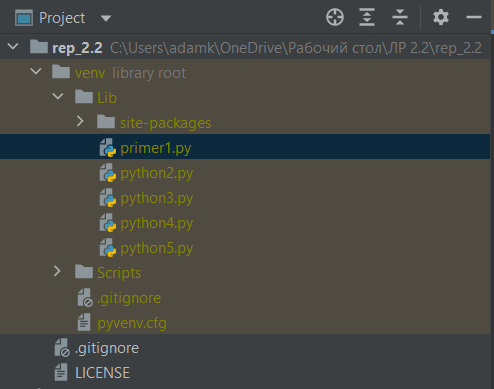 Project
rep_2.2 C:\Users\adamk\OneDrive\Рабочий стол\ЛР 2.2\rep_2.2
venv library root
Lib
site-packages
primer1.py
python2.py
python3.py
python4.py
python5.py
Scripts
.gitignore
pyvenv.cfg
.gitignore
LICENSE